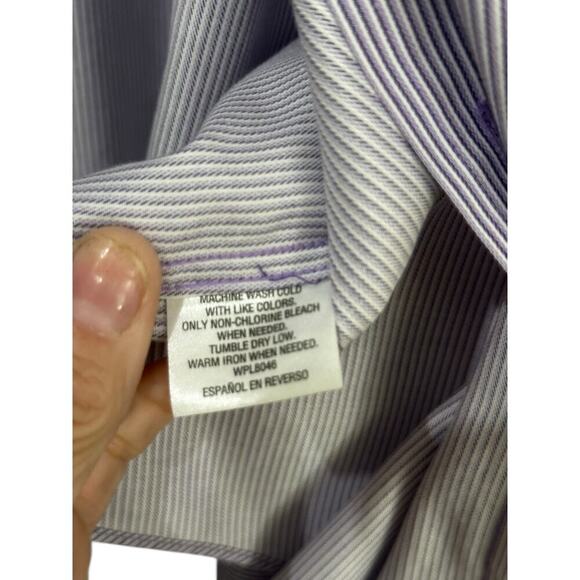 MACHINE WASH COLD
WITH LIKE COLORS.
ONLY NON-CHLORINE BLEACH
WHEN NEEDED.
TUMBLE DRY LOW.
WARM IRON WHEN NEEDED.
WPL8046
ESPAÑOL EN REVERSO